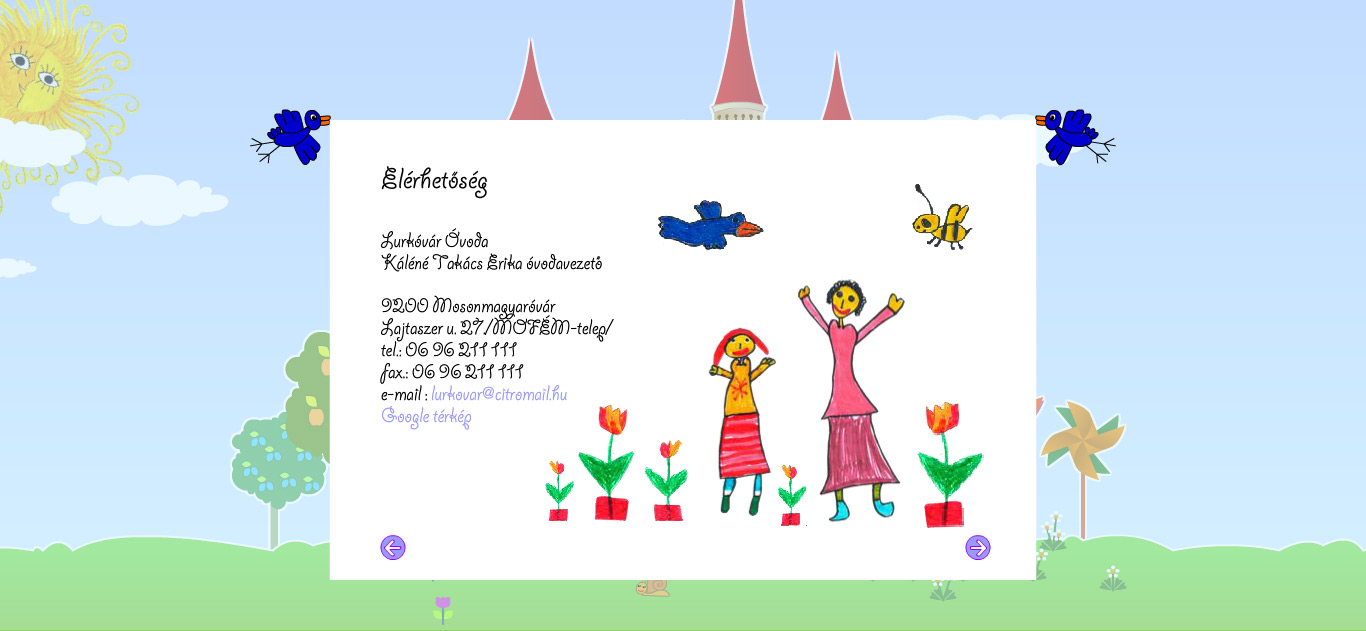 Elérhetőség
Lurkóvár Óvoda
Káléné Takács Erika óvodavezető
9200 Mosonmagyaróvár
Lajtaszer u. 27./MOFÉM-telep/
tel.: 06 96 211 111
fax.: 06 96 211 111
e-mail : lurkovar@citromail.hu
Google térkép